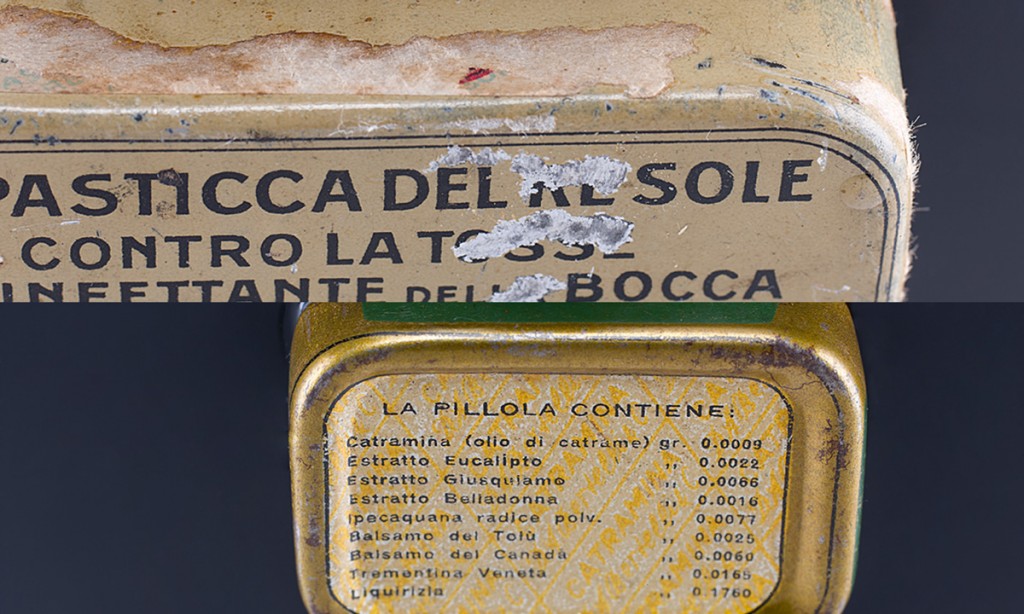 PASTICCA DEL RE SOLE
CONTRO LA TOSSE
BOCCA
LA PILLOLA CONTIENE:
Catramina (olio di catrame) gr. 0.0009
Estratto Eucalipto ,, 0.0022
Estratto Giusquiamo ,, 0.0066
Estratto Belladonna ,, 0.0016
Ipecaquana radice polv. ,, 0.0077
Balsamo del Tolù ,, 0.0025
Balsamo del Canadà ,, 0.0060
Trementina Veneta ,, 0.0165
Liquirizia ,, 0.1760